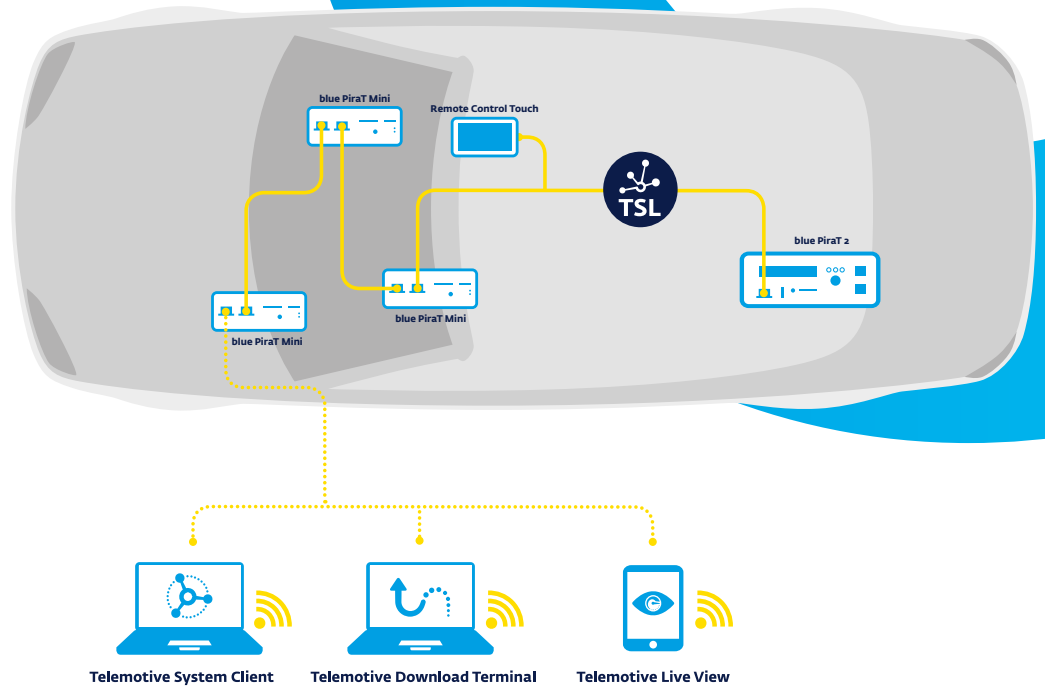 blue PiraT Mini
Remote Control Touch
TSL
blue PiraT 2
blue PiraT Mini
blue PiraT Mini
Telemotive System Client
Telemotive Download Terminal
Telemotive Live View